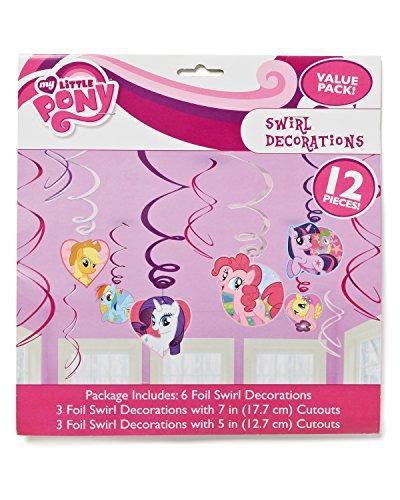 my LITTLE
PONY
VALUE
PACK!
SWIRL
DECORATIONS
12
PIECES!
Package Includes: 6 Foil Swirl Decorations
3 Foil Swirl Decorations with 7 in (17.7 cm) Cutouts
3 Foil Swirl Decorations with 5 in (12.7 cm) Cutouts